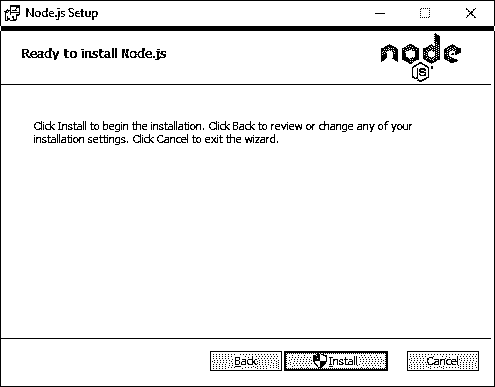 Node.js Setup
Ready to install Node.js
node
JS
Click Install to begin the installation. Click Back to review or change any of your
installation settings. Click Cancel to exit the wizard.
Back
Install
Cancel